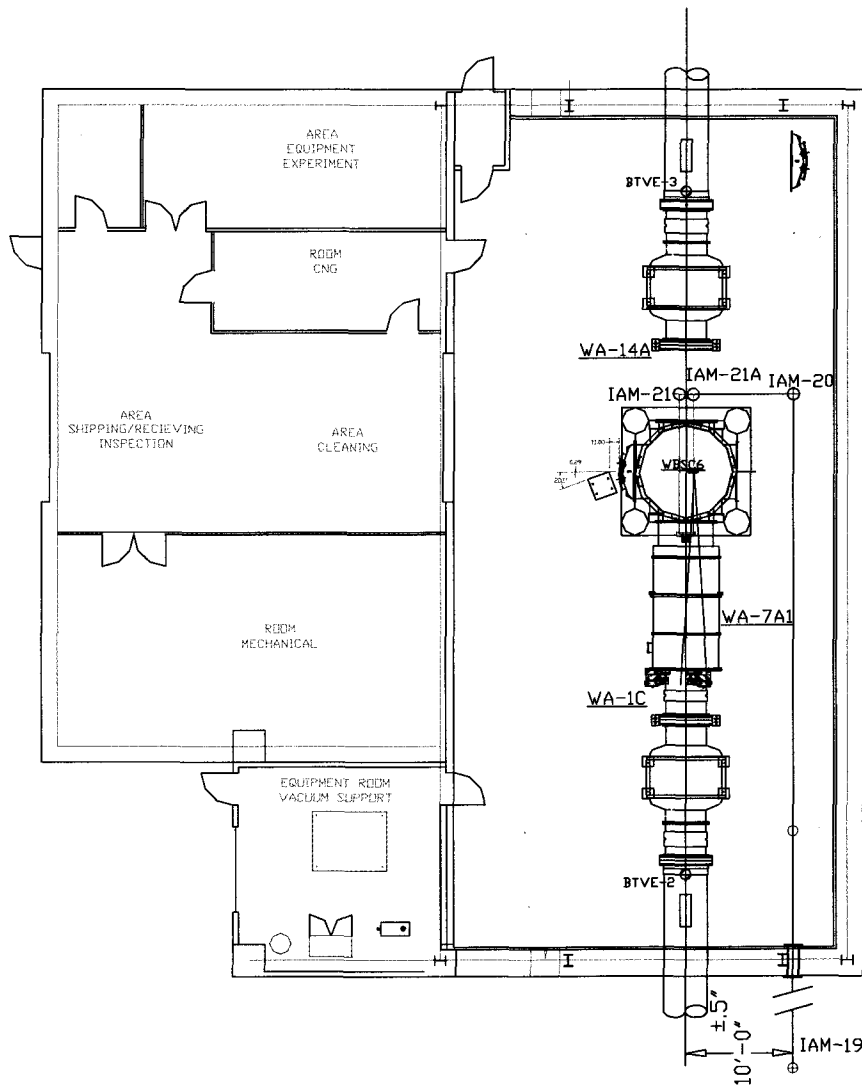 AREA
EQUIPMENT
EXPERIMENT
BTVE-3
ROOM
CNG
WA-14A
IAM-21A
IAM-21
IAM-20
AREA
SHIPPING/RECIEVING
INSPECTION
AREA
CLEANING
WBSC6
ROOM
MECHANICAL
WA-7A1
WA-1C
EQUIPMENT ROOM
VACUUM SUPPORT
BTVE-2
±.5"
10'-0"
IAM-19